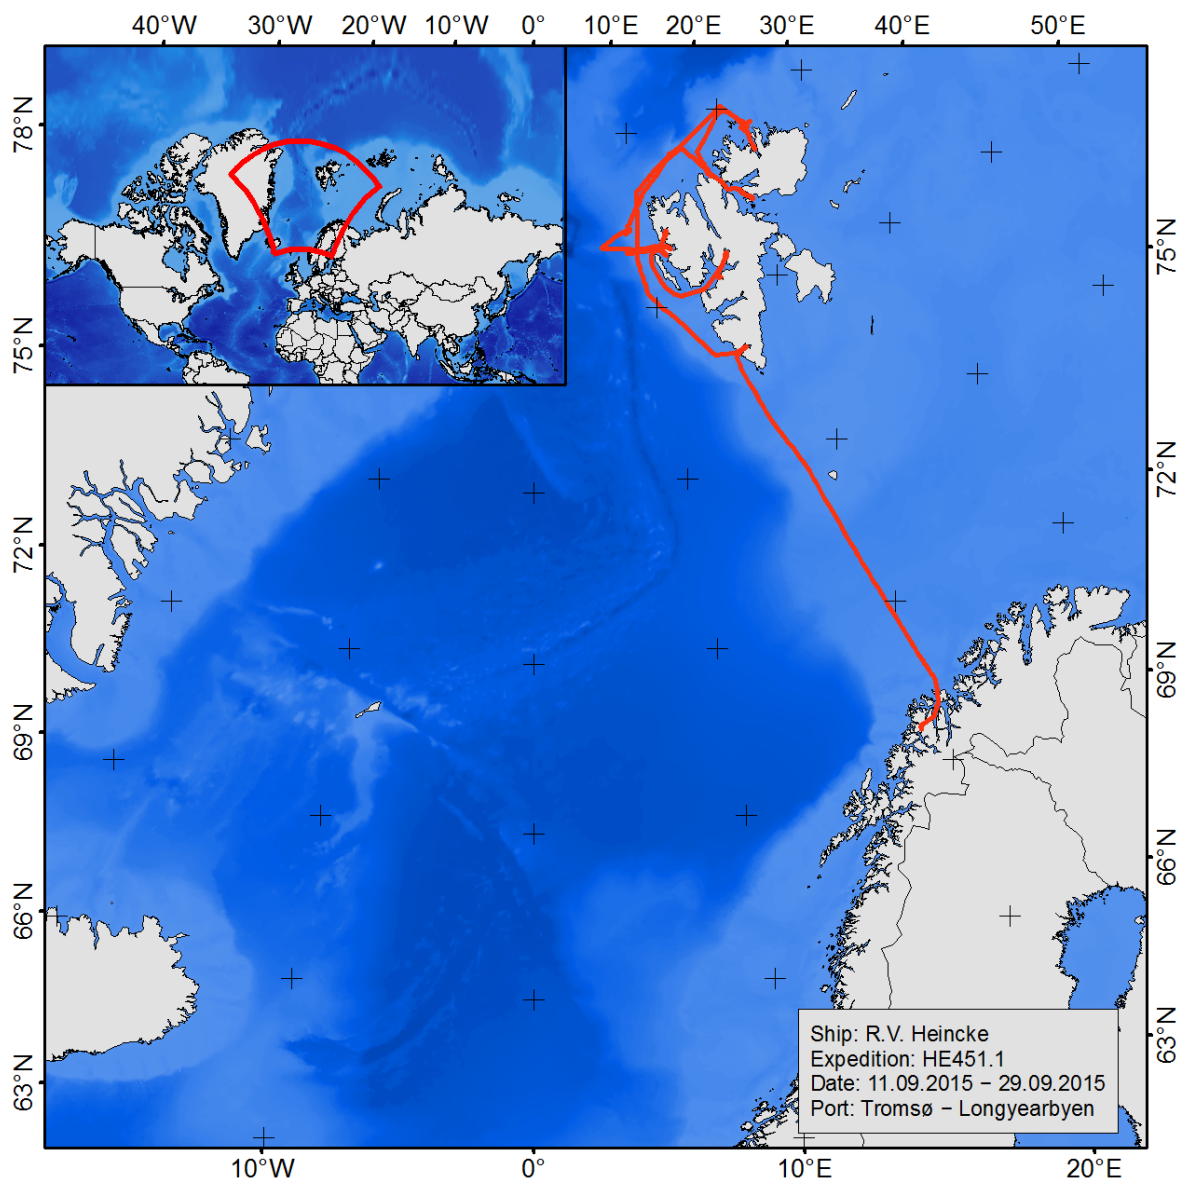 40°W 30°W 20°W 10°W 0° 10°E 20°E 30°E 40°E 50°E
78°N
75°N
75°N
72°N
72°N
69°N
69°N
66°N
66°N
63°N
63°N
Ship: R.V. Heincke
Expedition: HE451.1
Date: 11.09.2015 – 29.09.2015
Port: Tromsø – Longyearbyen
10°W 0° 10°E 20°E